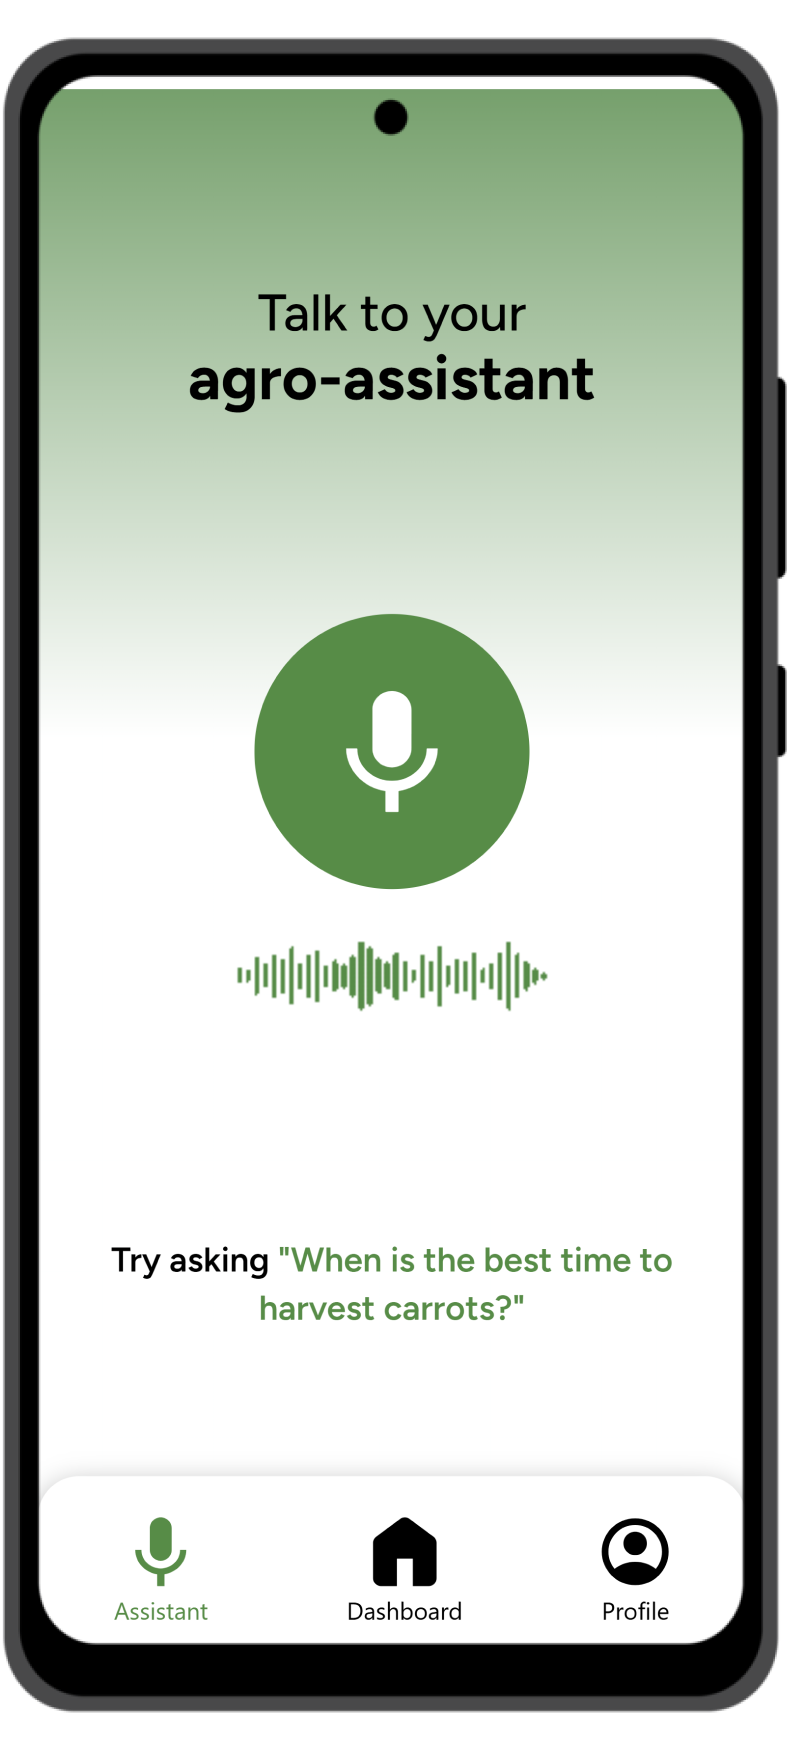 Talk to your
agro-assistant
Try asking "When is the best time to
harvest carrots?"
Assistant
Dashboard
Profile